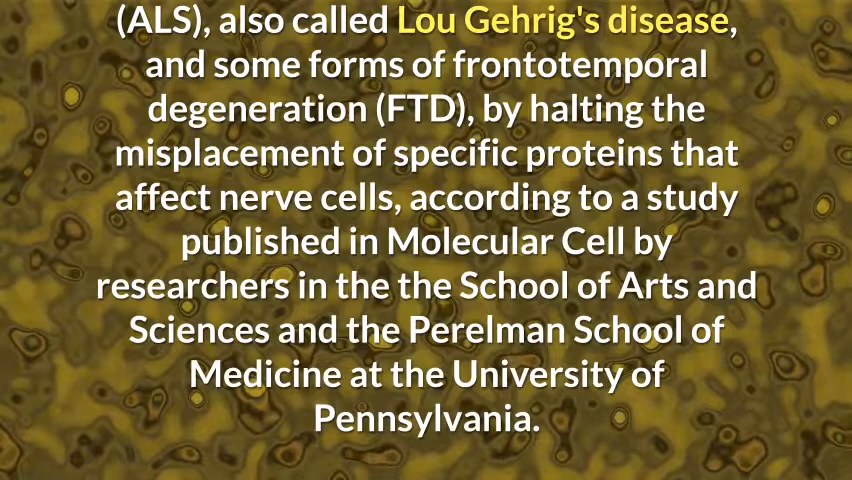 (ALS), also called Lou Gehrig's disease,
and some forms of frontotemporal
degeneration (FTD), by halting the
misplacement of specific proteins that
affect nerve cells, according to a study
published in Molecular Cell by
researchers in the the School of Arts and
Sciences and the Perelman School of
Medicine at the University of
Pennsylvania.